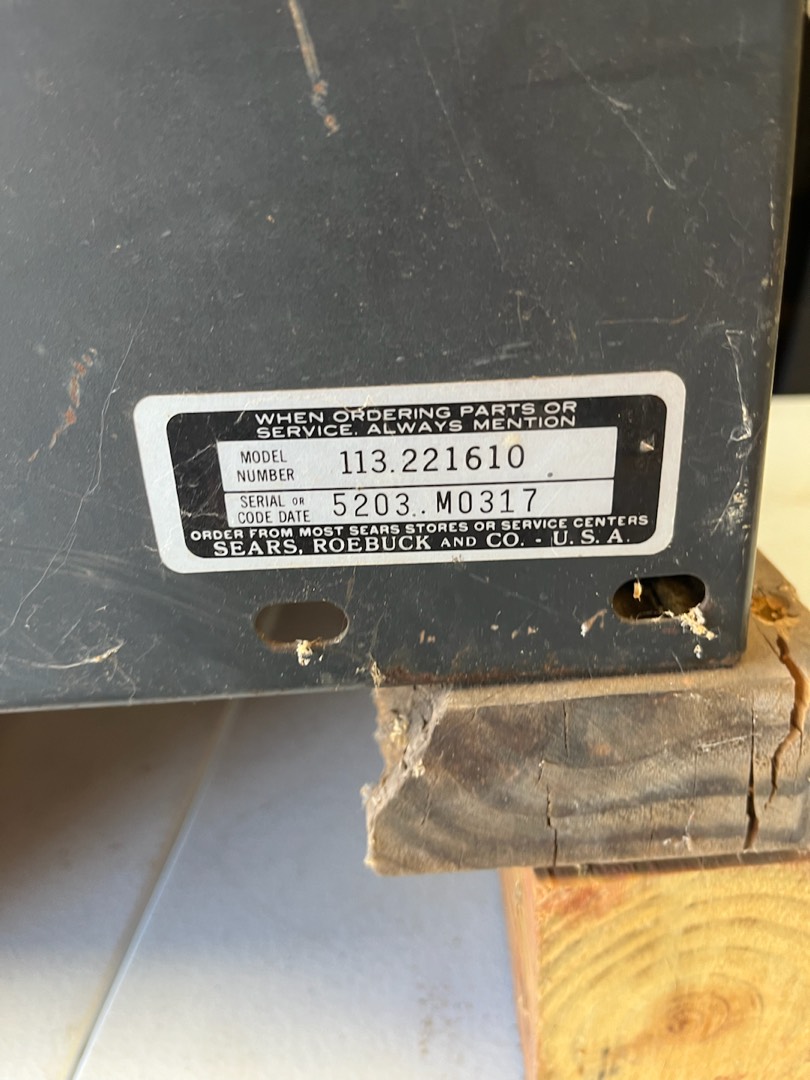 WHEN ORDERING PARTS OR
SERVICE. ALWAYS MENTION
MODEL
NUMBER 113.221610
SERIAL OR
CODE DATE 5203..M0317
ORDER FROM MOST SEARS STORES OR SERVICE CENTERS
SEARS, ROEBUCK AND CO. - U. S. A.